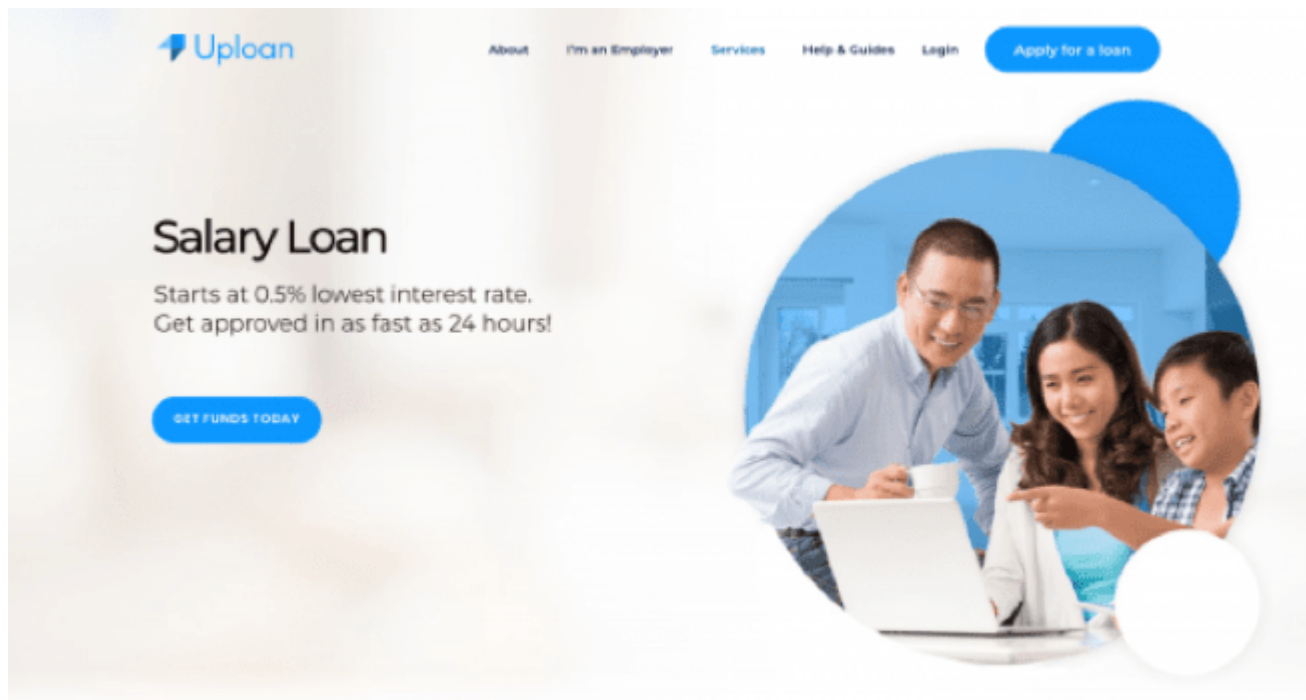 Uploan
About
I'm an Employer
Services
Help & Guides
Login
Apply for a loan
Salary Loan
Starts at 0.5% lowest interest rate.
Get approved in as fast as 24 hours!
GET FUNDS TODAY